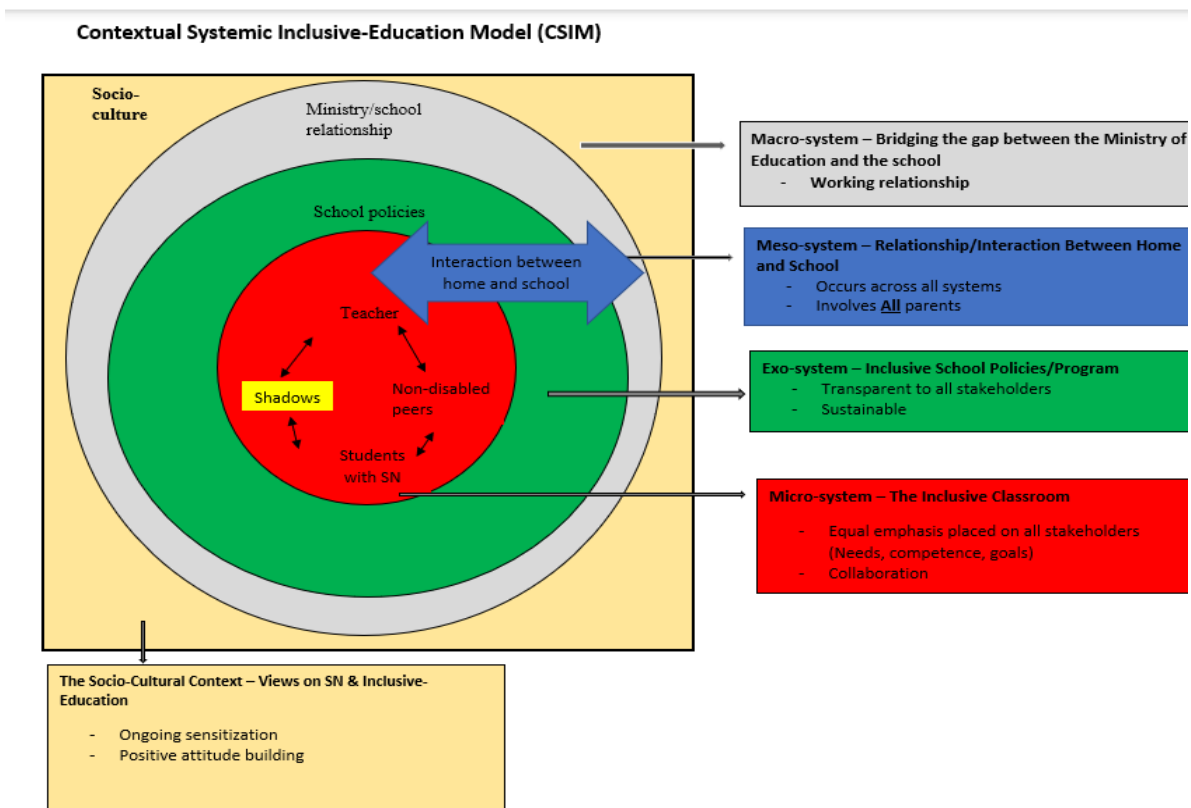 Contextual Systemic Inclusive-Education Model (CSIM)
Socio-
culture
Ministry/school
relationship
School policies
Interaction between
home and school
Teacher
Shadows
Non-disabled
peers
Students
with SN
Macro-system – Bridging the gap between the Ministry of
Education and the school
- Working relationship
Meso-system – Relationship/Interaction Between Home
and School
- Occurs across all systems
- Involves All parents
Exo-system – Inclusive School Policies/Program
- Transparent to all stakeholders
- Sustainable
Micro-system – The Inclusive Classroom
- Equal emphasis placed on all stakeholders
(Needs, competence, goals)
- Collaboration
The Socio-Cultural Context – Views on SN & Inclusive-
Education
- Ongoing sensitization
- Positive attitude building